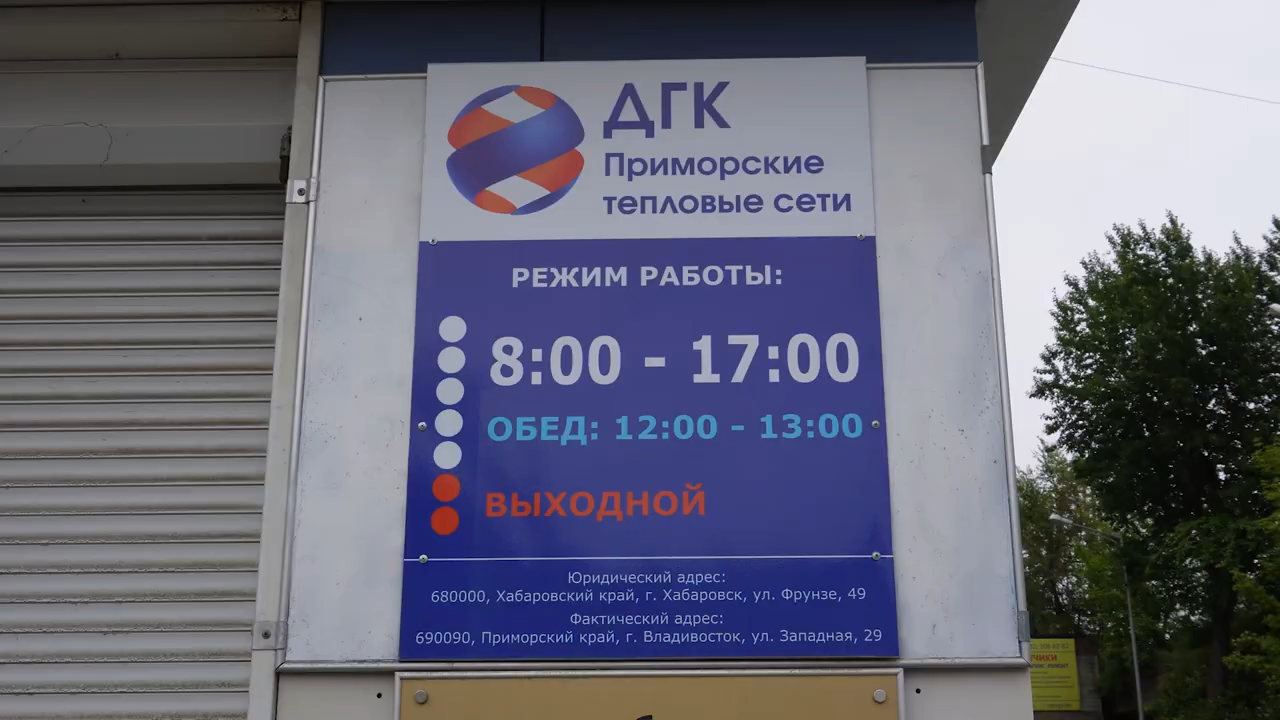 ДГК
Приморские
тепловые сети
РЕЖИМ РАБОТЫ:
8:00 - 17:00
ОБЕД: 12:00 - 13:00
ВЫХОДНОЙ
Юридический адрес:
680000, Хабаровский край, г. Хабаровск, ул. Фрунзе, 49
Фактический адрес:
690090, Приморский край, г. Владивосток, ул. Западная, 29